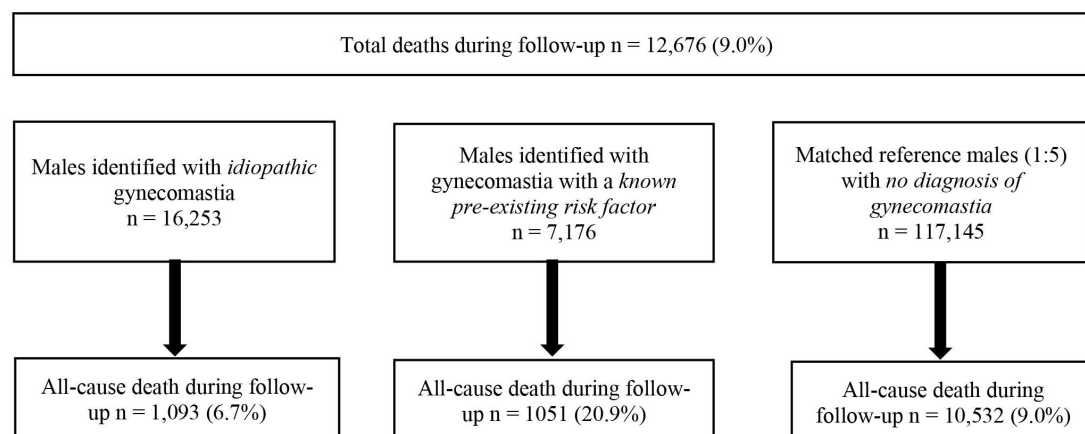 Total deaths during follow-up n = 12,676 (9.0%)
Males identified with idiopathic
gynecomastia
n = 16,253
Males identified with
gynecomastia with a known
pre-existing risk factor
n = 7,176
Matched reference males (1:5)
with no diagnosis of
gynecomastia
n = 117,145
All-cause death during follow-
up n = 1,093 (6.7%)
All-cause death during follow-
up n = 1051 (20.9%)
All-cause death during
follow-up n = 10,532 (9.0%)